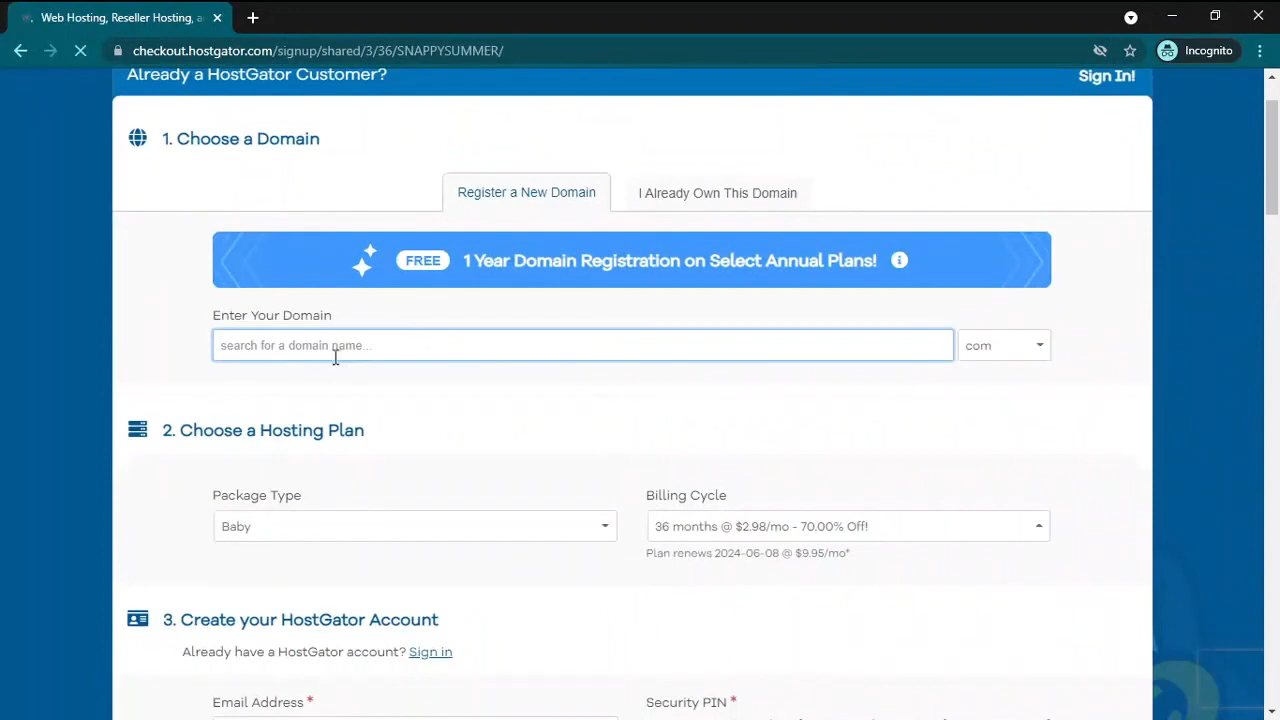 Web Hosting, Reseller Hosting, a
checkout.hostgator.com/signup/shared/3/36/SNAPPYSUMMER/
Incognito
Already a HostGator Customer?
Sign In!
1. Choose a Domain
Register a New Domain
I Already Own This Domain
FREE 1 Year Domain Registration on Select Annual Plans!
Enter Your Domain
search for a domain name...
com
2. Choose a Hosting Plan
Package Type
Billing Cycle
Baby
36 months @ $2.98/mo - 70.00% Off!
Plan renews 2024-06-08 @ $9.95/mo*
3. Create your HostGator Account
Already have a HostGator account? Sign in
Email Address *
Security PIN *